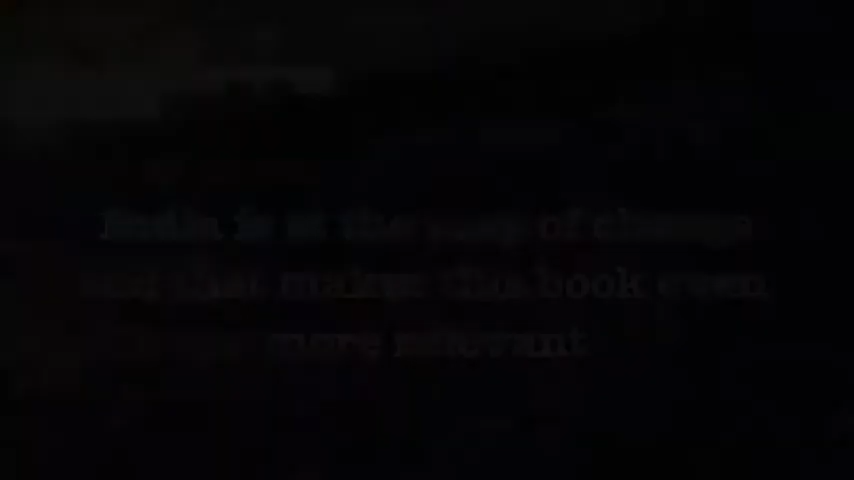 India is at the cusp of change
and that makes this book even
more relevant